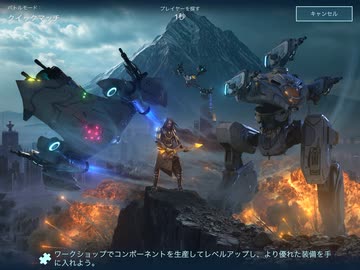 バトルモード
クイックマッチ
プレイヤーを探す
1秒
キャンセル
ワークショップでコンポーネントを生産してレベルアップし、より優れた装備を手
に入れよう。